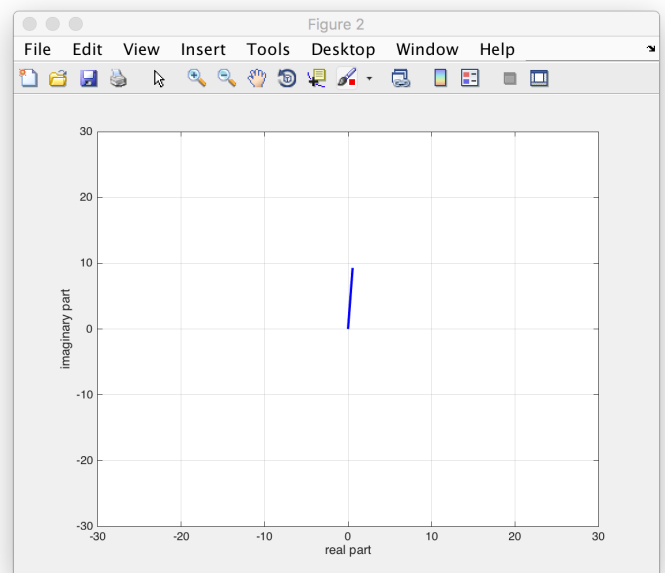 Figure 2
File Edit View Insert Tools Desktop Window Help
30
20
10
0
-10
-20
-30
imaginary part
-30 -20 -10 0 10 20 30
real part